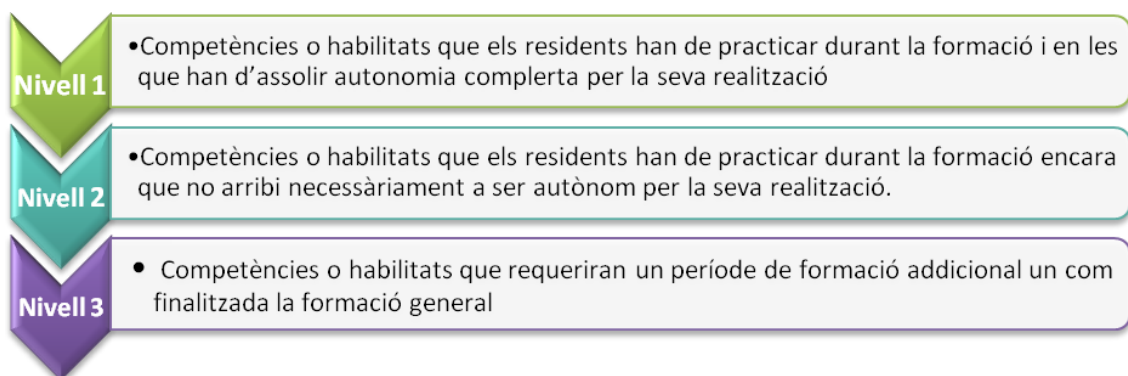 Nivell 1
•Competències o habilitats que els residents han de practicar durant la formació i en les
que han d'assolir autonomia complerta per la seva realització
Nivell 2
•Competències o habilitats que els residents han de practicar durant la formació encara
que no arribi necessàriament a ser autònom per la seva realització.
Nivell 3
• Competències o habilitats que requeriran un període de formació addicional un com
finalitzada la formació general